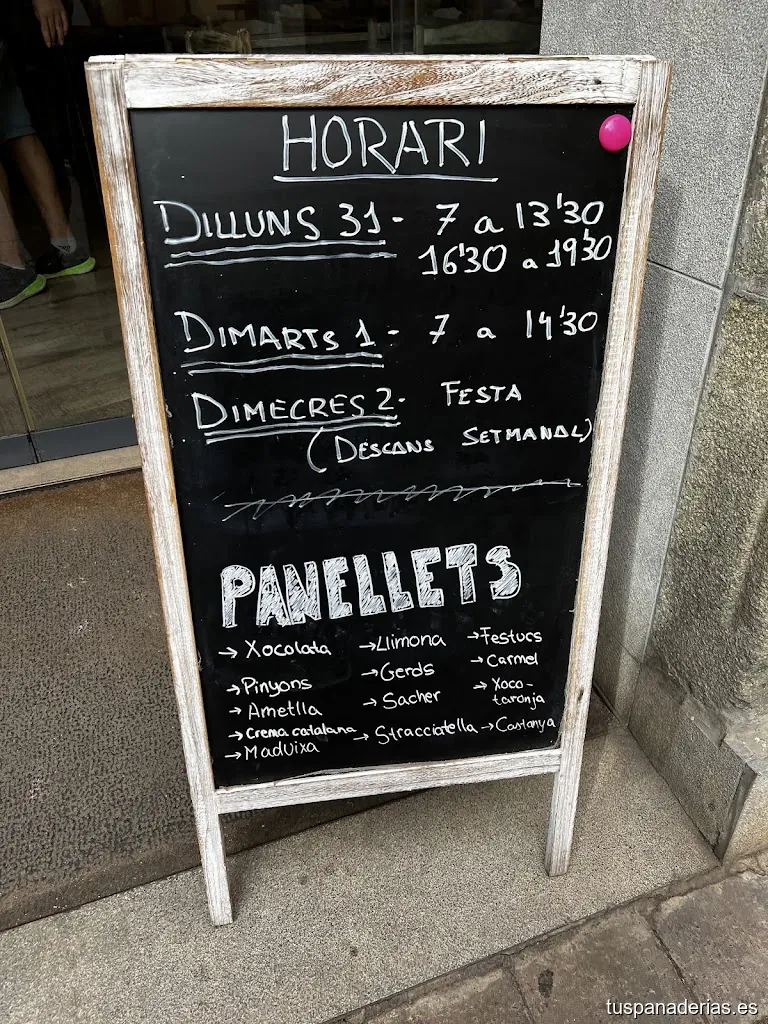 HORARI
DILLUNS 31- 7 a 13'30
16'30 a 19'30
DIMARTS 1- 7 a 14'30
DIMECRES 2- FESTA
(DESCANS SETMANAL)
PANELLETS
→ Xocolata → Llimona → Festucs
→ Pinyons → Gerds → Carmel
→ Ametlla → Sacher → Xoco-
taronja
→ Crema catalana → Stracciatella → Castanya
→ Maduixa
tuspanaderias.es